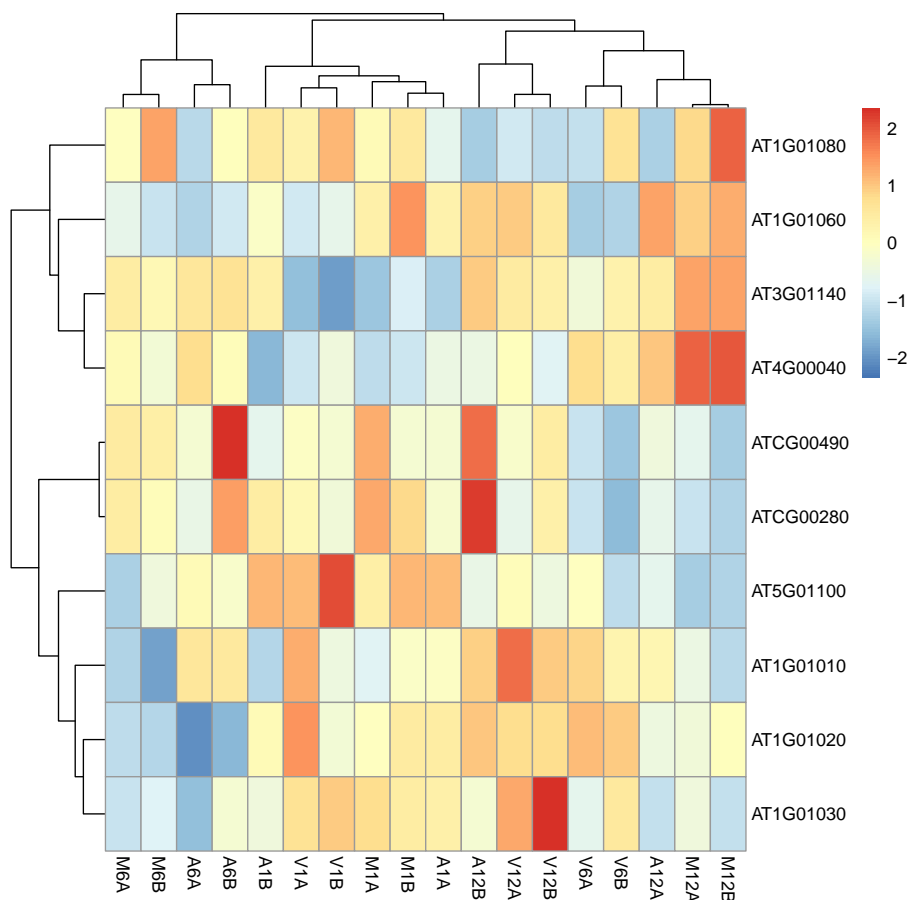 AT1G01080
AT1G01060
AT3G01140
AT4G00040
ATCG00490
ATCG00280
AT5G01100
AT1G01010
AT1G01020
AT1G01030
M6A
M6B
A6A
A6B
A1B
V1A
V1B
M1A
M1B
A1A
A12B
V12A
V12B
V6A
V6B
A12A
M12A
M12B
2
1
0
−1
−2